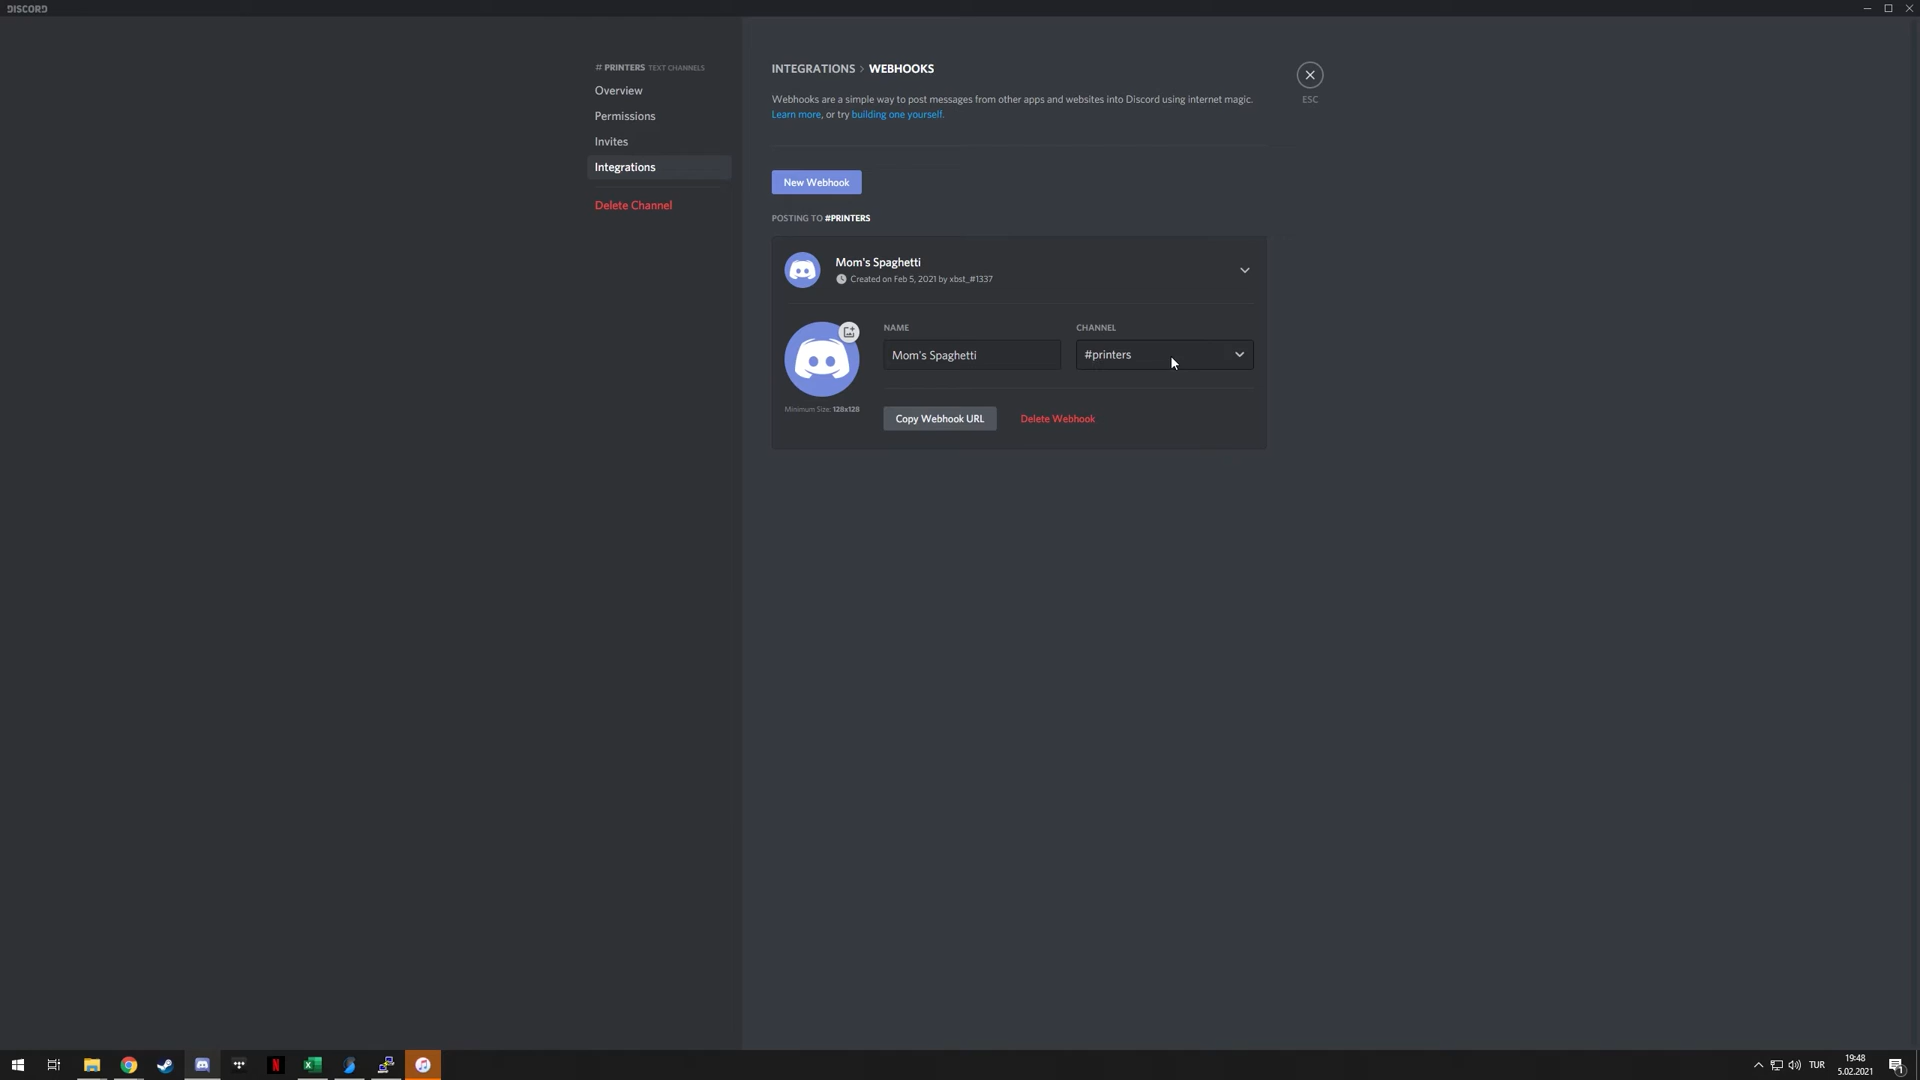 DISCORD
# PRINTERS TEXT CHANNELS
Overview
Permissions
Invites
Integrations
Delete Channel
INTEGRATIONS > WEBHOOKS
Webhooks are a simple way to post messages from other apps and websites into Discord using internet magic.
Learn more, or try building one yourself.
ESC
New Webhook
POSTING TO #PRINTERS
Mom's Spaghetti
Created on Feb 5, 2021 by xbst_#1337
NAME
CHANNEL
Mom's Spaghetti
#printers
Minimum Size: 128x128
Copy Webhook URL
Delete Webhook
TUR
19:48
5.02.2021